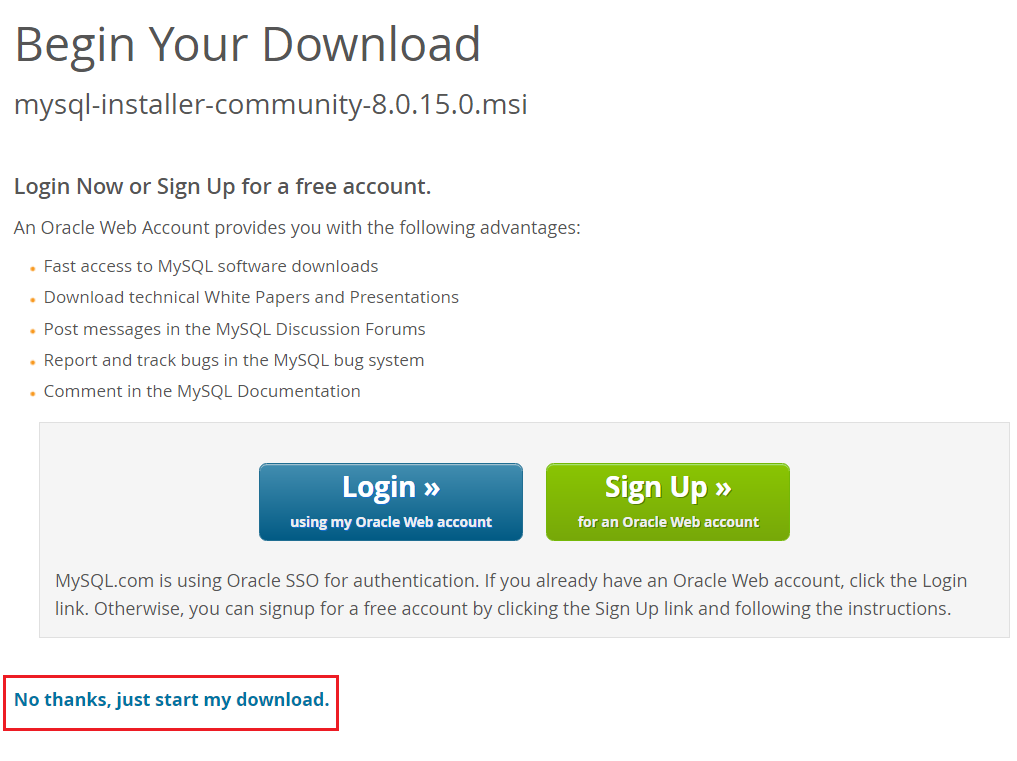 Begin Your Download
mysql-installer-community-8.0.15.0.msi
Login Now or Sign Up for a free account.
An Oracle Web Account provides you with the following advantages:
Fast access to MySQL software downloads
Download technical White Papers and Presentations
Post messages in the MySQL Discussion Forums
Report and track bugs in the MySQL bug system
Comment in the MySQL Documentation
Login »
using my Oracle Web account
Sign Up »
for an Oracle Web account
MySQL.com is using Oracle SSO for authentication. If you already have an Oracle Web account, click the Login
link. Otherwise, you can signup for a free account by clicking the Sign Up link and following the instructions.
No thanks, just start my download.